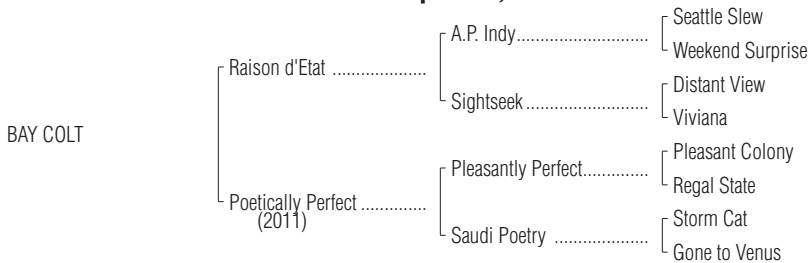 Seattle Slew
A.P. Indy
Weekend Surprise
Raison d'Etat
Distant View
Sightseek
Viviana
BAY COLT
Pleasant Colony
Pleasantly Perfect
Regal State
Poetically Perfect
(2011)
Storm Cat
Saudi Poetry
Gone to Venus